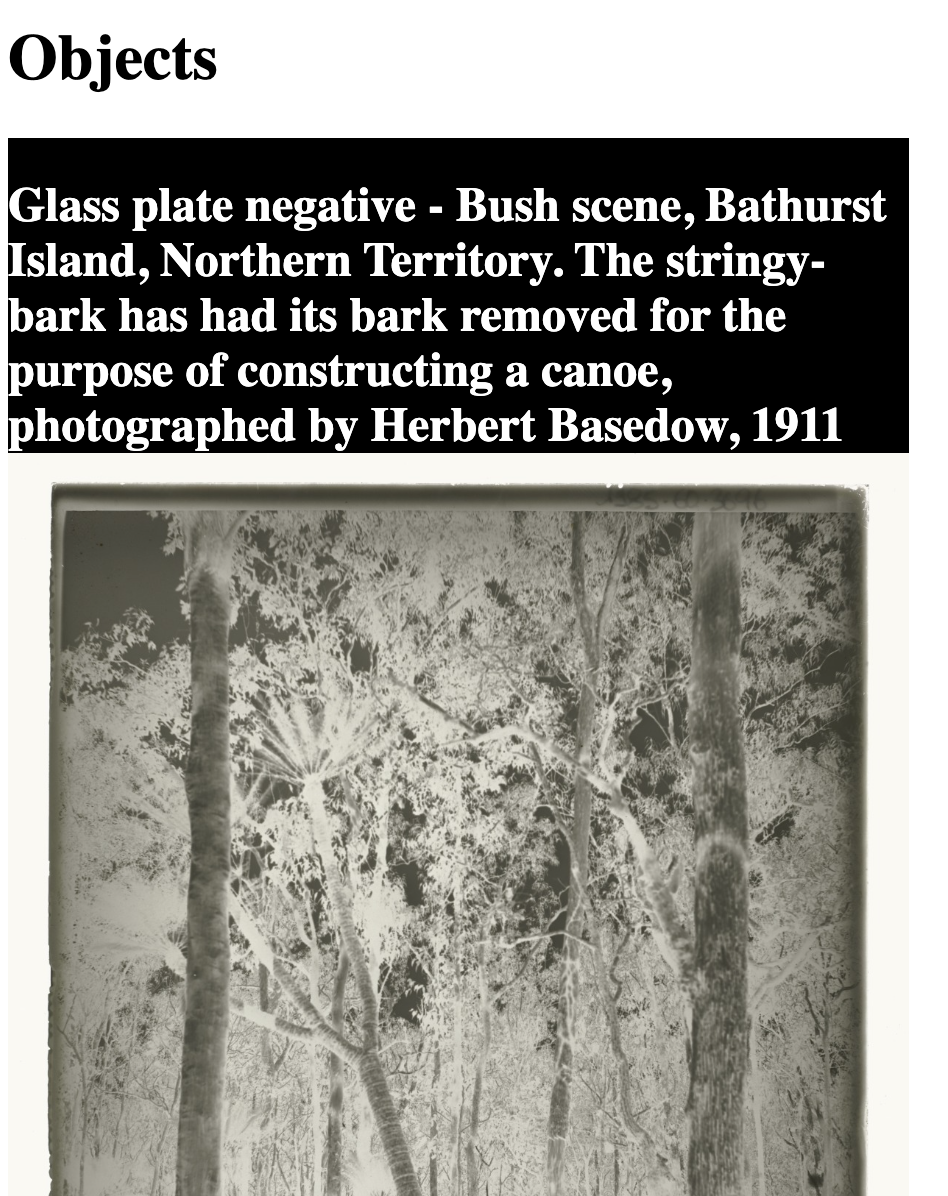 Objects
Glass plate negative - Bush scene, Bathurst
Island, Northern Territory. The stringy-
bark has had its bark removed for the
purpose of constructing a canoe,
photographed by Herbert Basedow, 1911